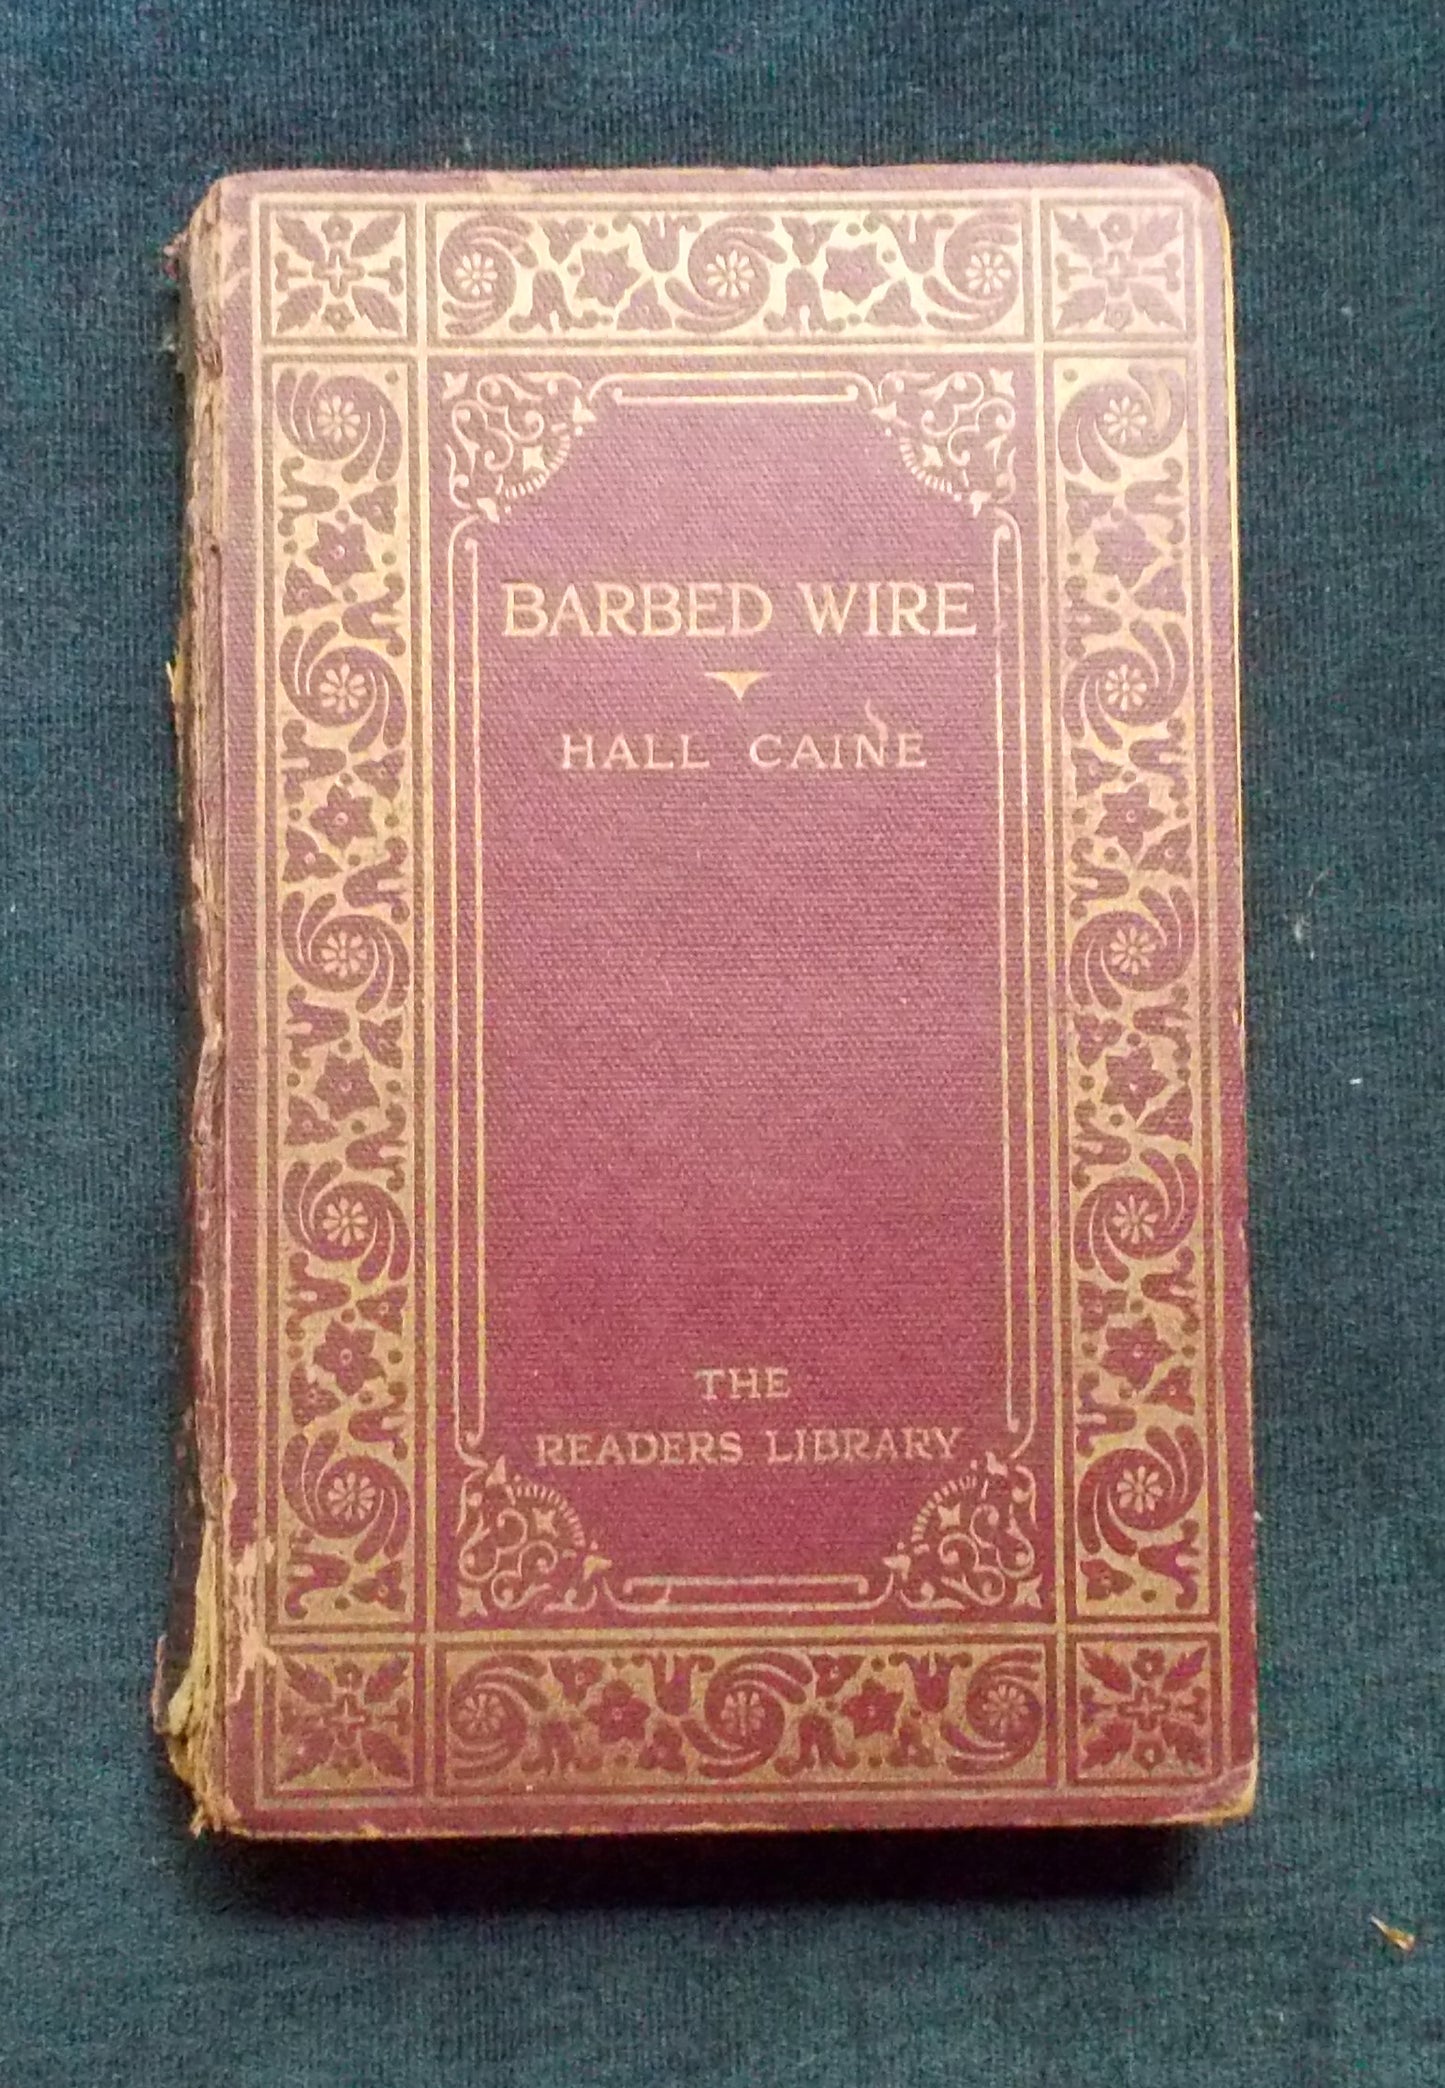 BARBED WIRE
HALL CAINE
THE
READERS LIBRARY